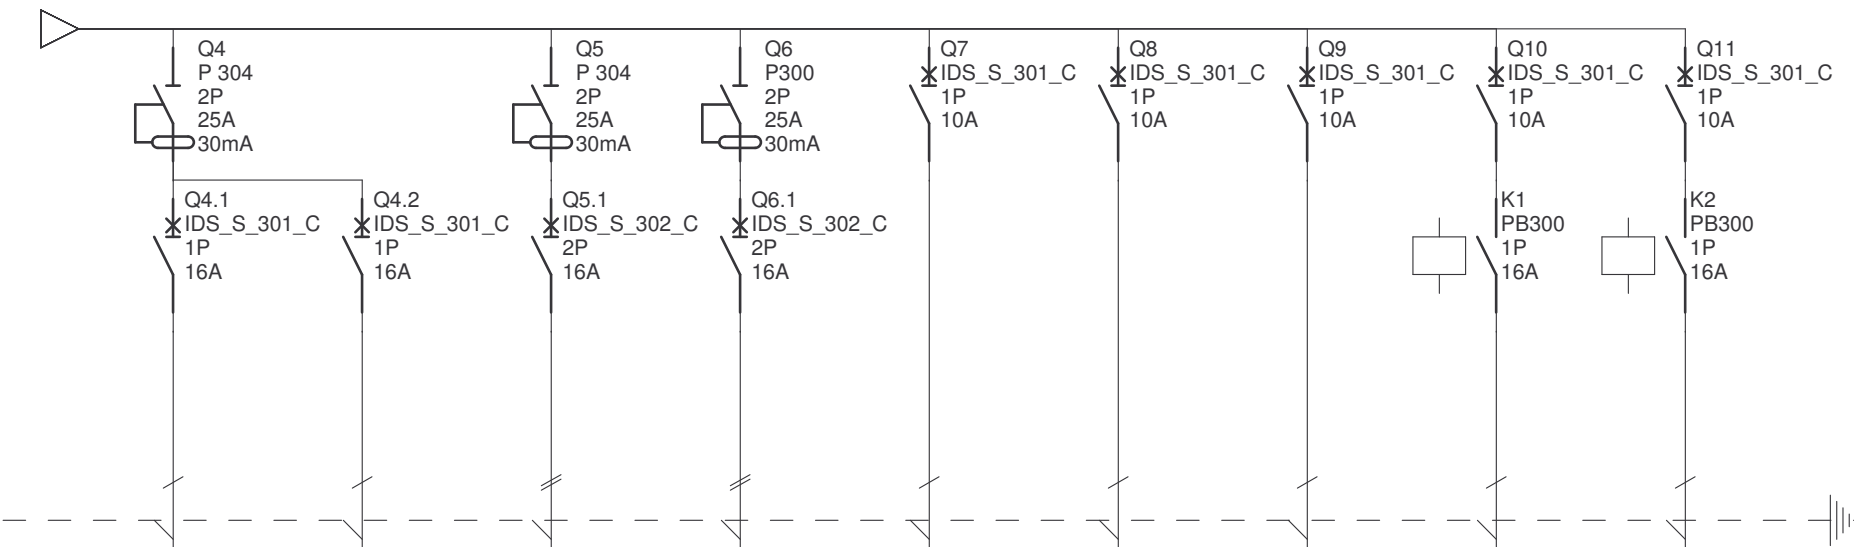 Q4
P 304
2P
25A
30mA
Q5
P 304
2P
25A
30mA
Q6
P300
2P
25A
30mA
Q7
IDS_S_301_C
1P
10A
Q8
IDS_S_301_C
1P
10A
Q9
IDS_S_301_C
1P
10A
Q10
IDS_S_301_C
1P
10A
Q11
IDS_S_301_C
1P
10A
Q4.1
IDS_S_301_C
1P
16A
Q4.2
IDS_S_301_C
1P
16A
Q5.1
IDS_S_302_C
2P
16A
Q6.1
IDS_S_302_C
2P
16A
K1
PB300
1P
16A
K2
PB300
1P
16A